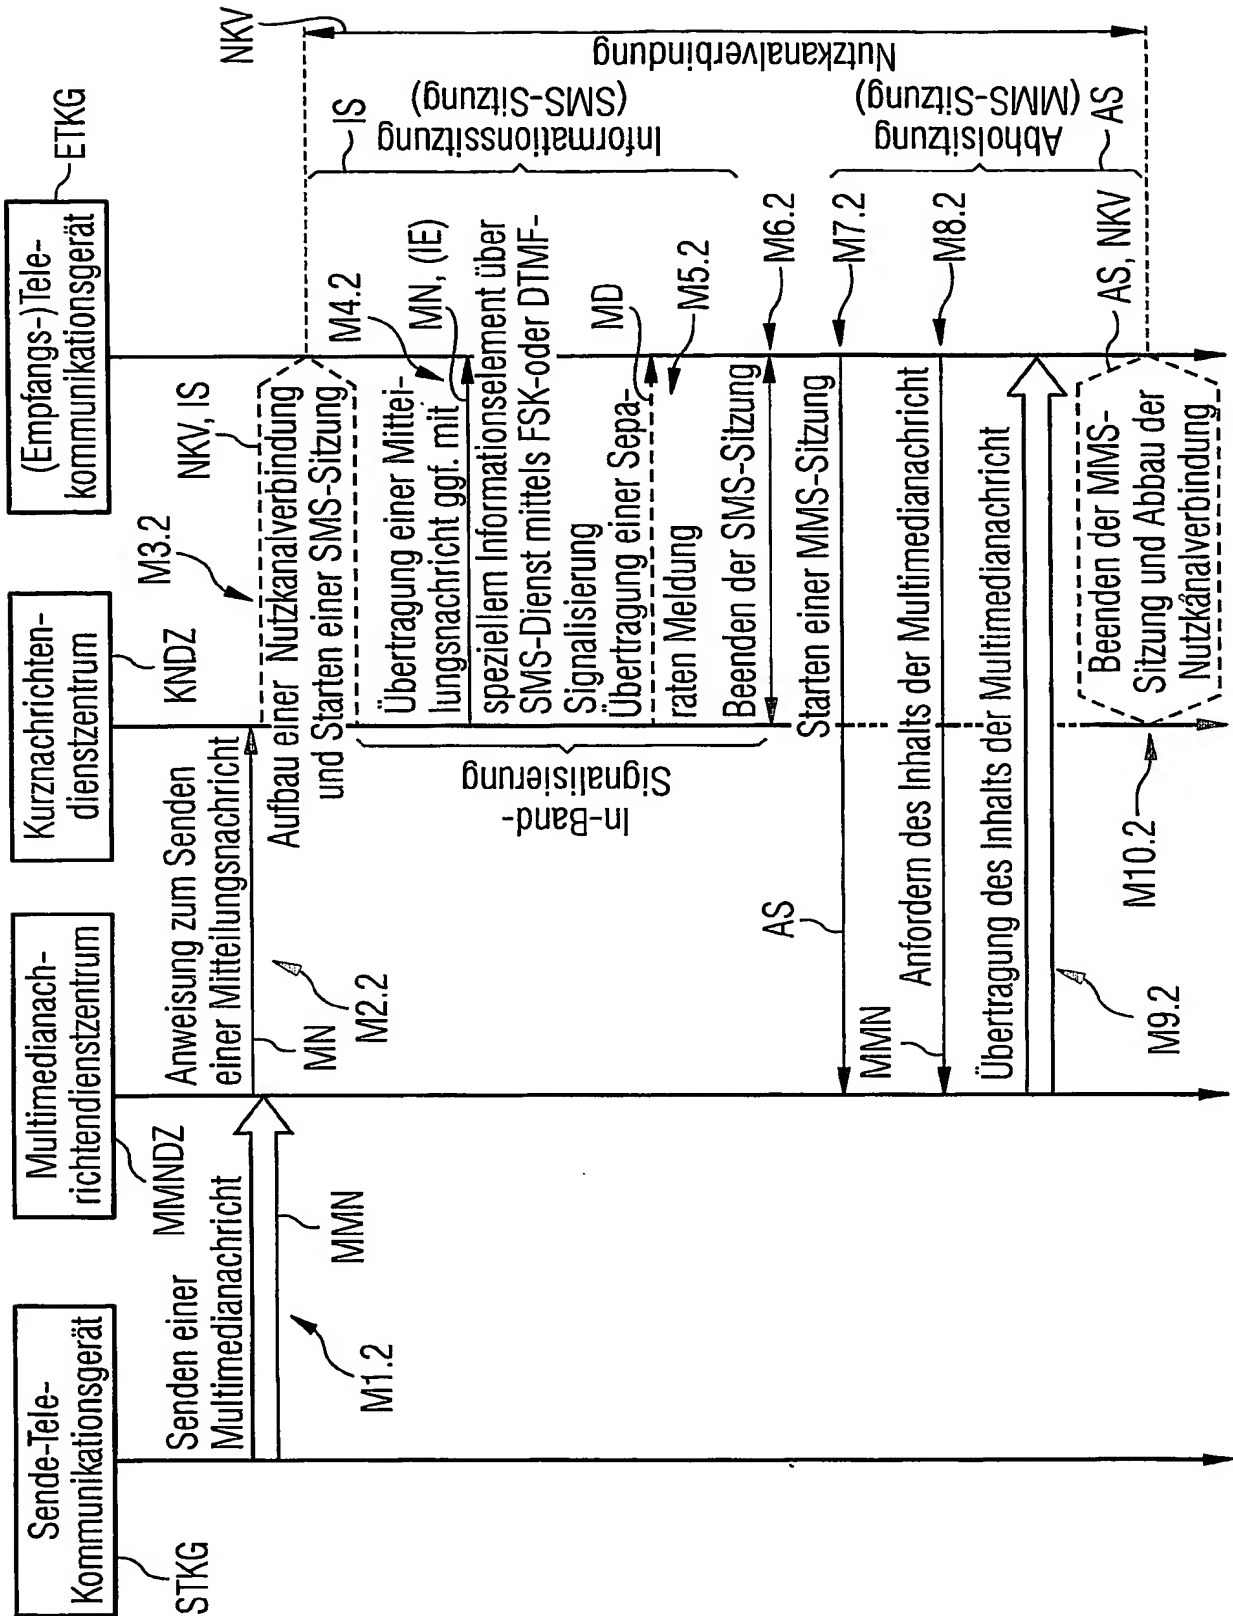 Sende-Tele-
Kommunikationsgerät
STKG
Multimedianach-
richtendienstzentrum
MMNDZ
Kurznachrichten-
dienstzentrum
KNDZ
(Empfangs-)Tele-
kommunikationsgerät
ETKG
Senden einer
Multimedianachricht
MMN
M1.2
Anweisung zum Senden
einer Mitteilungsnachricht
MN
M2.2
M3.2
NKV, IS
Aufbau einer Nutzkanalverbindung
und Starten einer SMS-Sitzung
Übertragung einer Mittei-
lungsnachricht ggf. mit
speziellem Informationselement über
SMS-Dienst mittels FSK-oder DTMF-
Signalisierung
M4.2
MN, (IE)
Übertragung einer Sepa-
raten Meldung
MD
M5.2
Beenden der SMS-Sitzung
M6.2
In-Band-
Signalisierung
Starten einer MMS-Sitzung
AS
M7.2
Anfordern des Inhalts der Multimedianachricht
MMN
M8.2
Übertragung des Inhalts der Multimedianachricht
M9.2
Beenden der MMS-
Sitzung und Abbau der
Nutzkanalverbindung
AS, NKV
M10.2
IS
Informationssitzung
(SMS-Sitzung)
Abholsitzung
(MMS-Sitzung)
AS
Nutzkanalverbindung
NKV